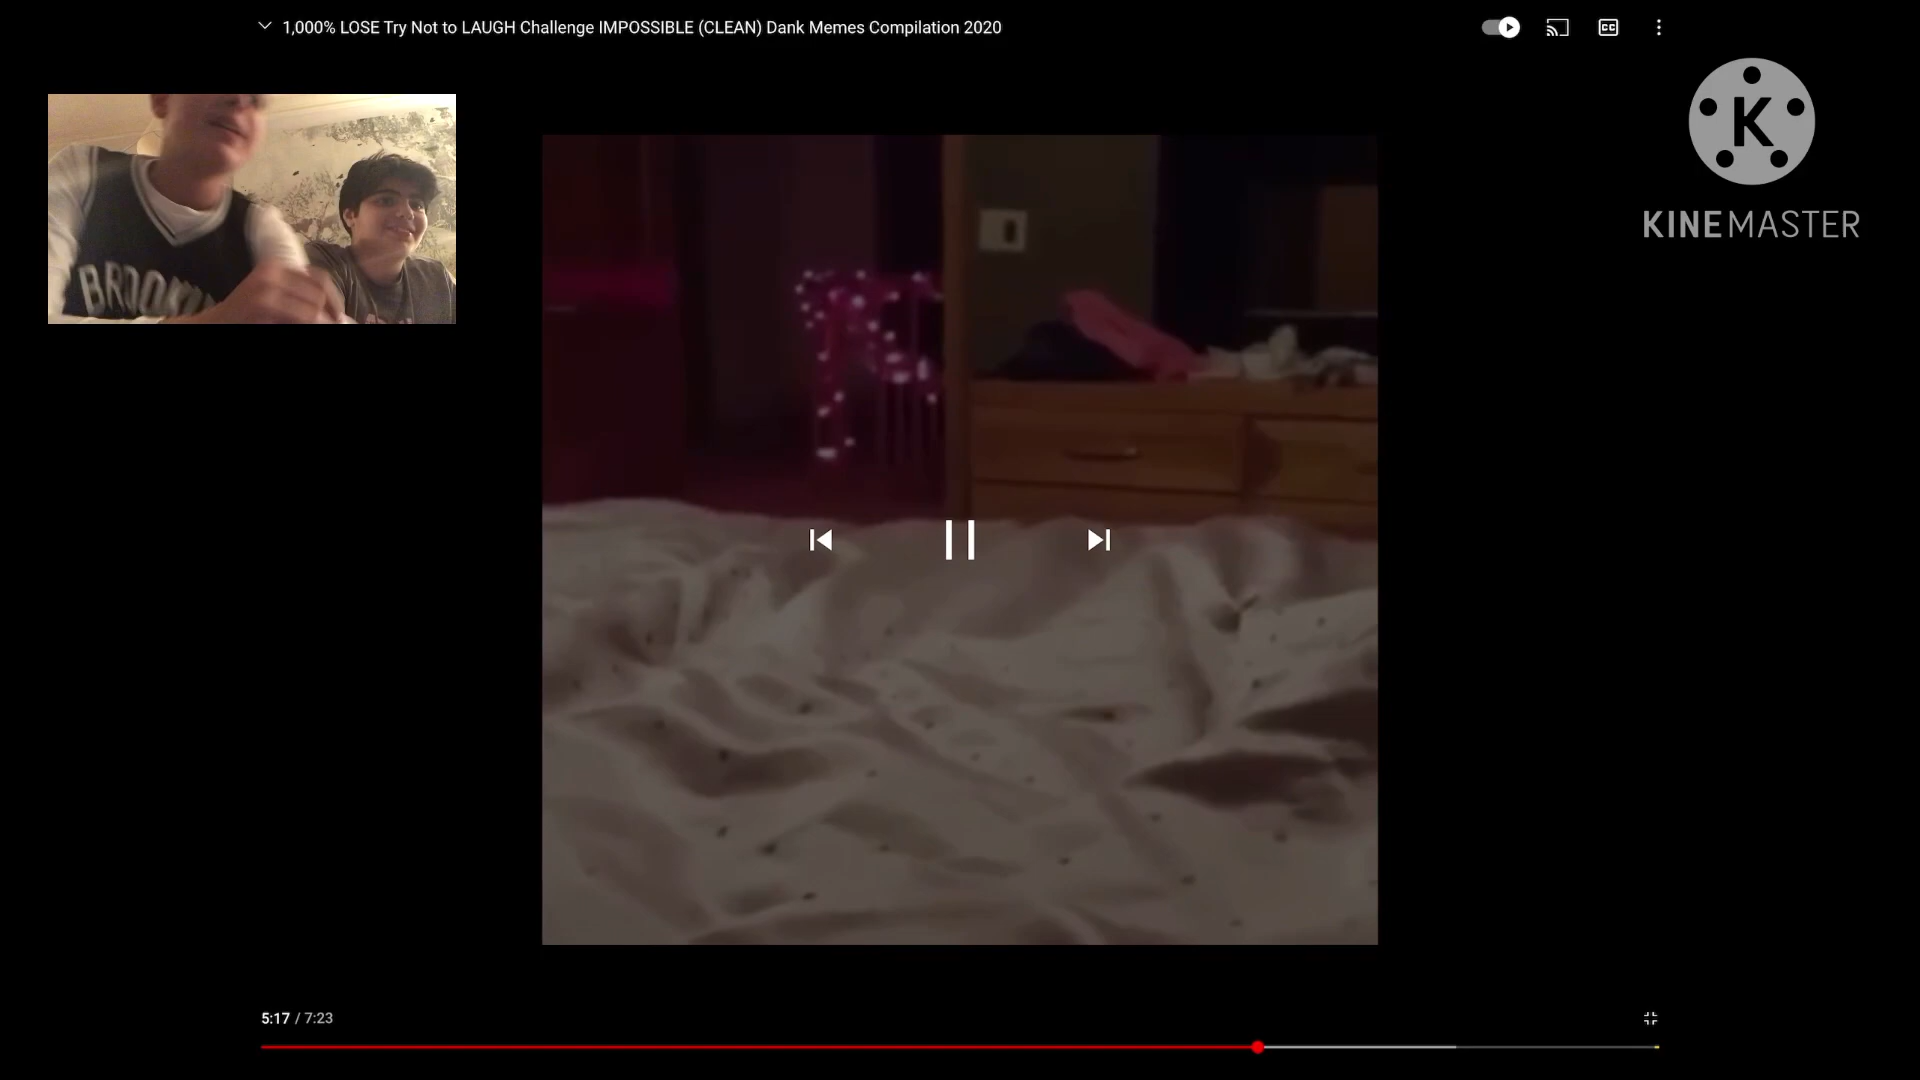 1,000% LOSE Try Not to LAUGH Challenge IMPOSSIBLE (CLEAN) Dank Memes Compilation 2020
CC
K
KINEMASTER
5:17 / 7:23